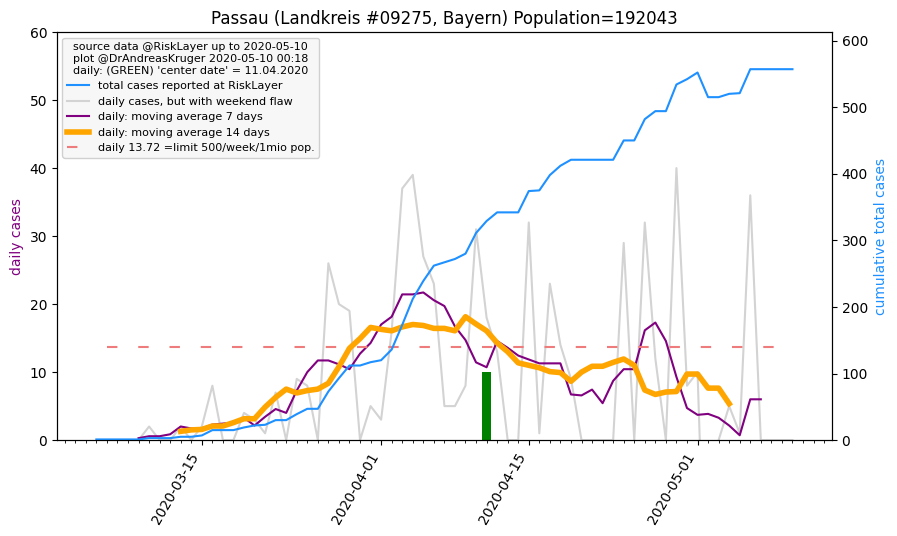 Passau (Landkreis #09275, Bayern) Population=192043
source data @RiskLayer up to 2020-05-10
plot @DrAndreasKruger 2020-05-10 00:18
daily: (GREEN) 'center date' = 11.04.2020
total cases reported at RiskLayer
daily cases, but with weekend flaw
daily: moving average 7 days
daily: moving average 14 days
daily 13.72 =limit 500/week/1mio pop.
60
50
40
30
20
10
0
daily cases
600
500
400
300
200
100
0
cumulative total cases
2020-03-15
2020-04-01
2020-04-15
2020-05-01